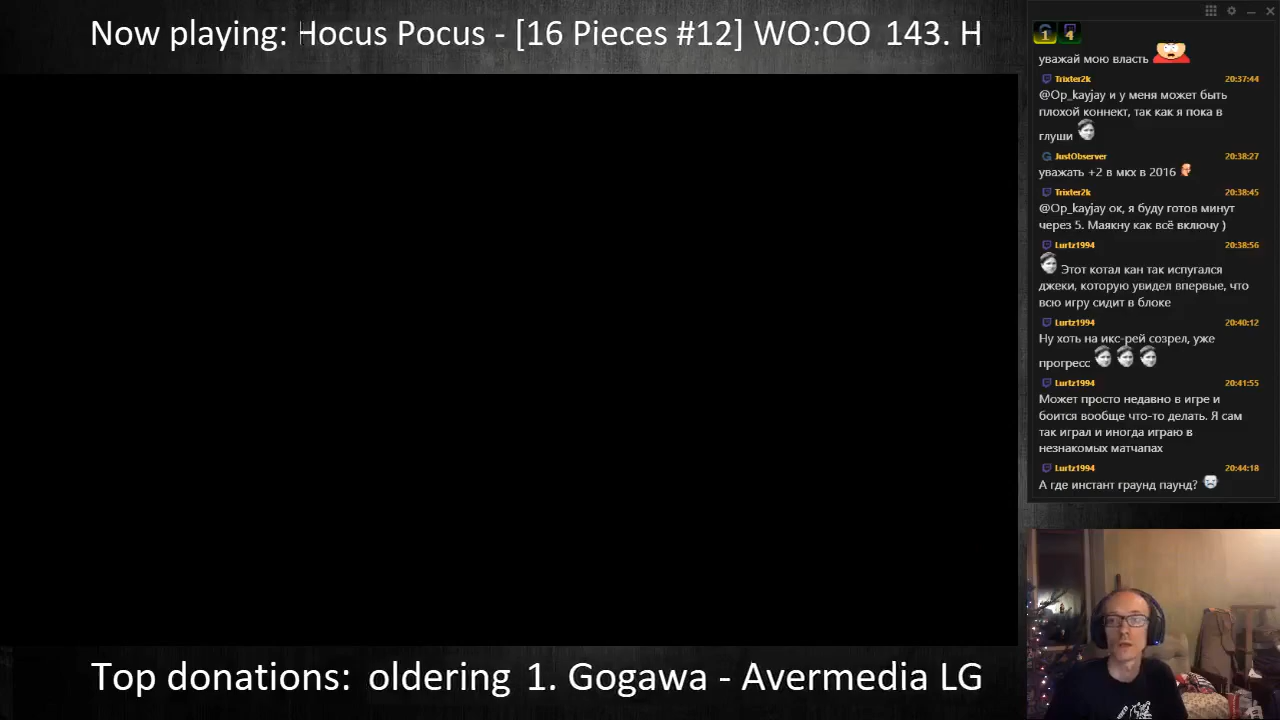 Now playing: Hocus Pocus - [16 Pieces #12] WO:OO 143. H
1 4
уважай мою власть
Trixter2k 20:37:44
@Op_kayjay и у меня может быть
плохой коннект, так как я пока в
глуши
JustObserver 20:38:27
уважать +2 в мкх в 2016
Trixter2k 20:38:45
@Op_kayjay ок, я буду готов минут
через 5. Маякну как всё включу )
Lurtz1994 20:38:56
Этот котал кан так испугался
джеки, которую увидел впервые, что
всю игру сидит в блоке
Lurtz1994 20:40:12
Ну хоть на икс-рей созрел, уже
прогресс
Lurtz1994 20:41:55
Может просто недавно в игре и
боится вообще что-то делать. Я сам
так играл и иногда играю в
незнакомых матчапах
Lurtz1994 20:44:18
А где инстант граунд паунд?
Top donations: oldering 1. Gogawa - Avermedia LG